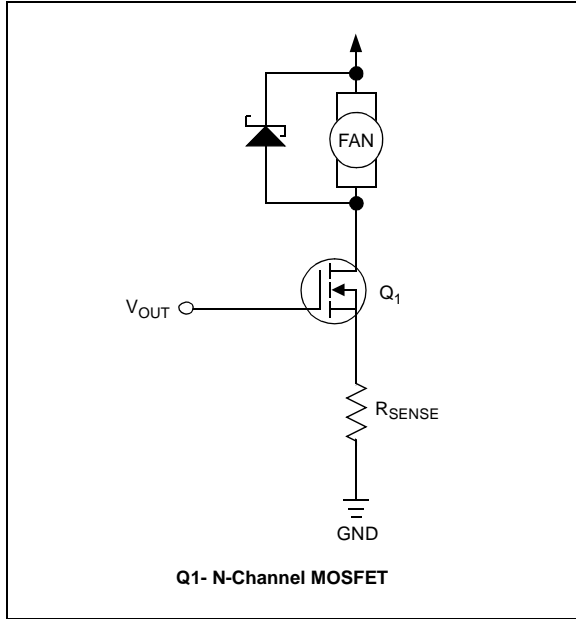 FAN
Q1
VOUT
RSENSE
GND
Q1- N-Channel MOSFET